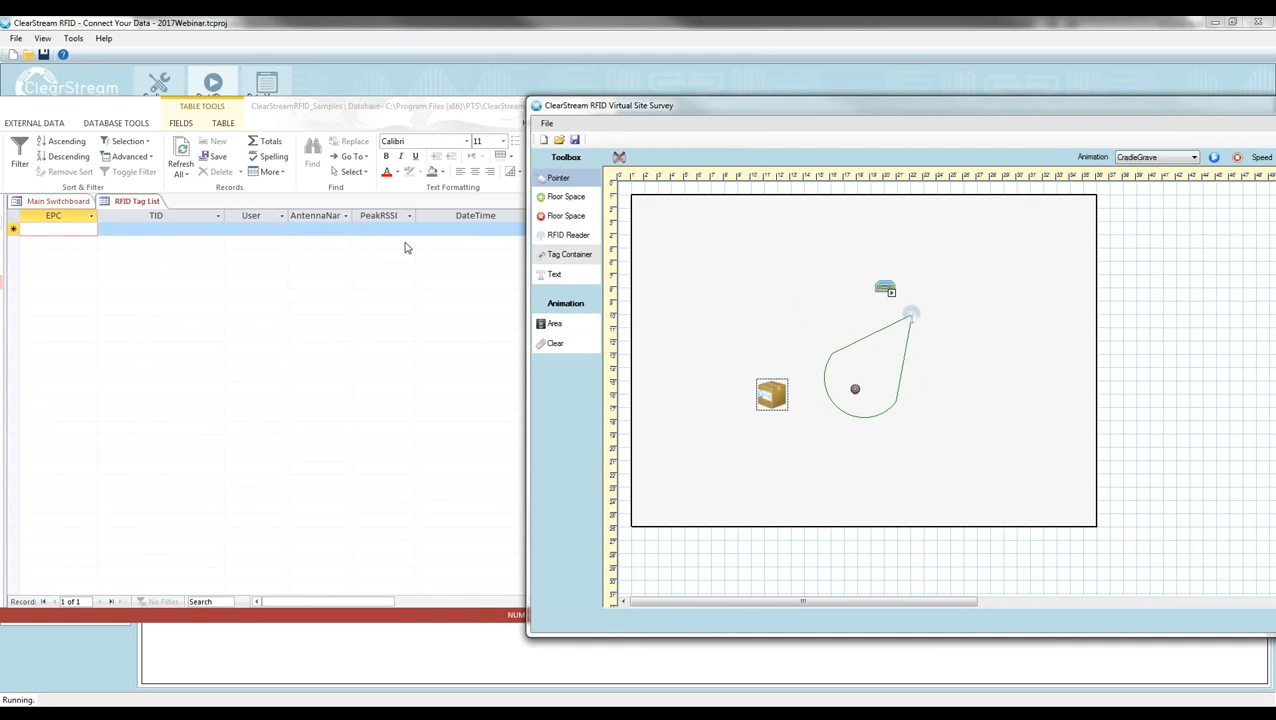 ClearStream RFID - Connect Your Data - 2017Webinar.tcproj
File View Tools Help
ClearStream
TABLE TOOLS
ClearStreamRFID_Samples : Database- C:\Program Files (x86)\PTS\ClearStream
EXTERNAL DATA DATABASE TOOLS FIELDS TABLE
Filter
Ascending
Descending
Remove Sort
Selection
Advanced
Toggle Filter
Sort & Filter
Refresh All
New
Save
Delete
Totals
Spelling
More
Records
Find
Replace
Go To
Select
Find
Calibri 11
B I U
Text Formatting
Main Switchboard RFID Tag List
EPC TID User AntennaNar PeakRSSI DateTime
Record: 1 of 1 No Filter Search
NUM
Running.
ClearStream RFID Virtual Site Survey
File
Toolbox
Animation CradleGrave Speed
Pointer
Floor Space
Floor Space
RFID Reader
Tag Container
Text
Animation
Area
Clear